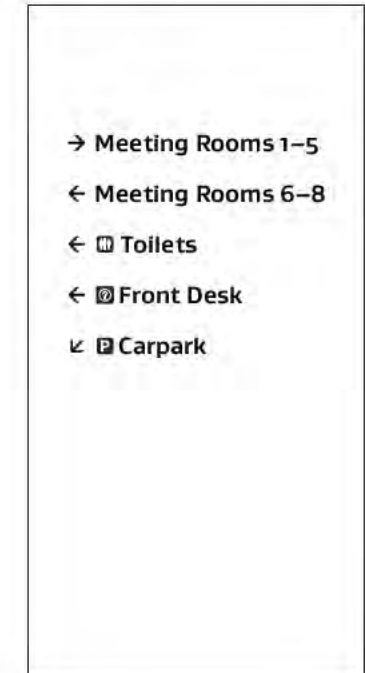 → Meeting Rooms 1–5
← Meeting Rooms 6–8
← Toilets
← Front Desk
↙ P Carpark